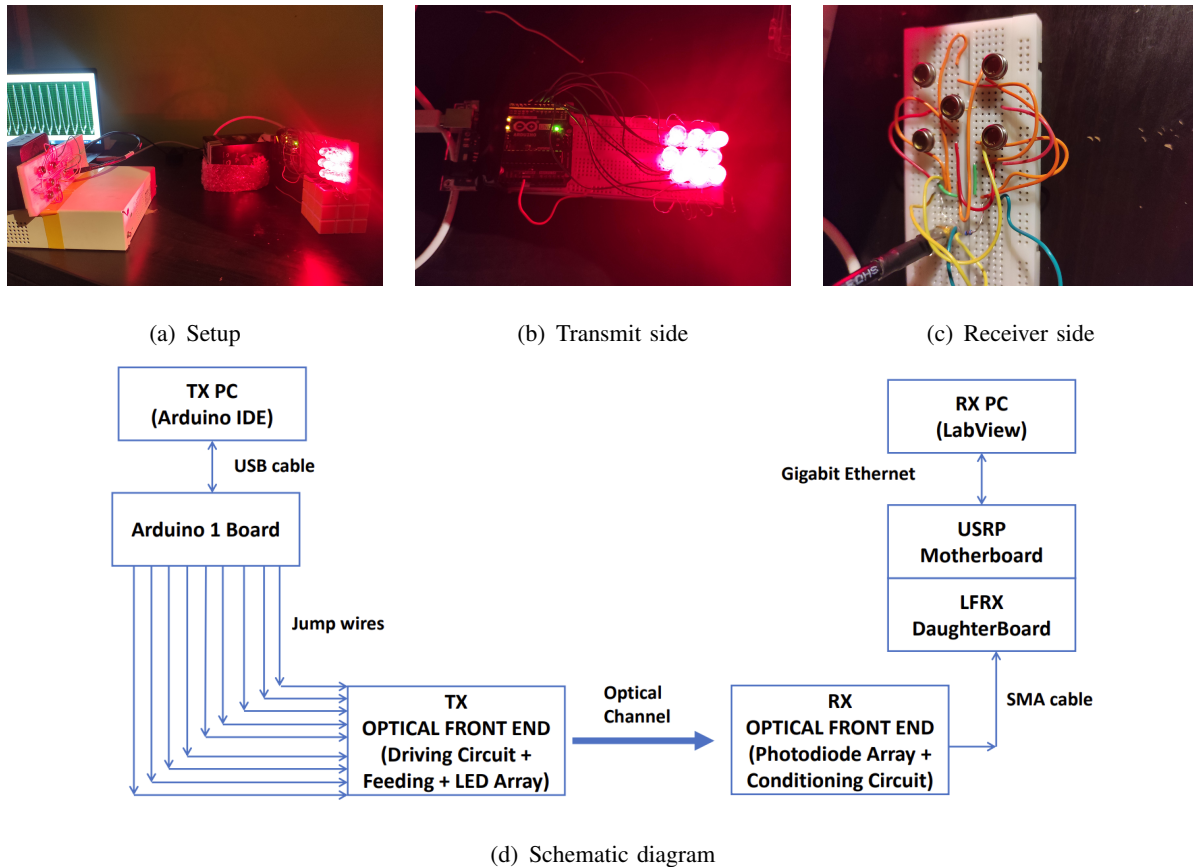 (a) Setup
(b) Transmit side
(c) Receiver side
TX PC
(Arduino IDE)
USB cable
Arduino 1 Board
Jump wires
TX
OPTICAL FRONT END
(Driving Circuit +
Feeding + LED Array)
Optical
Channel
RX
OPTICAL FRONT END
(Photodiode Array +
Conditioning Circuit)
SMA cable
RX PC
(LabView)
Gigabit Ethernet
USRP
Motherboard
LFRX
DaughterBoard
(d) Schematic diagram